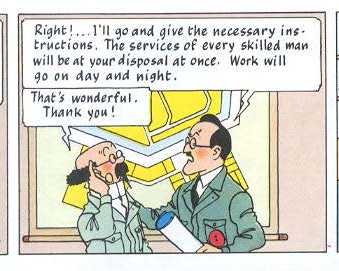 Right!... I'll go and give the necessary ins-
tructions. The services of every skilled man
will be at your disposal at once. Work will
go on day and night.
That's wonderful.
Thank you!